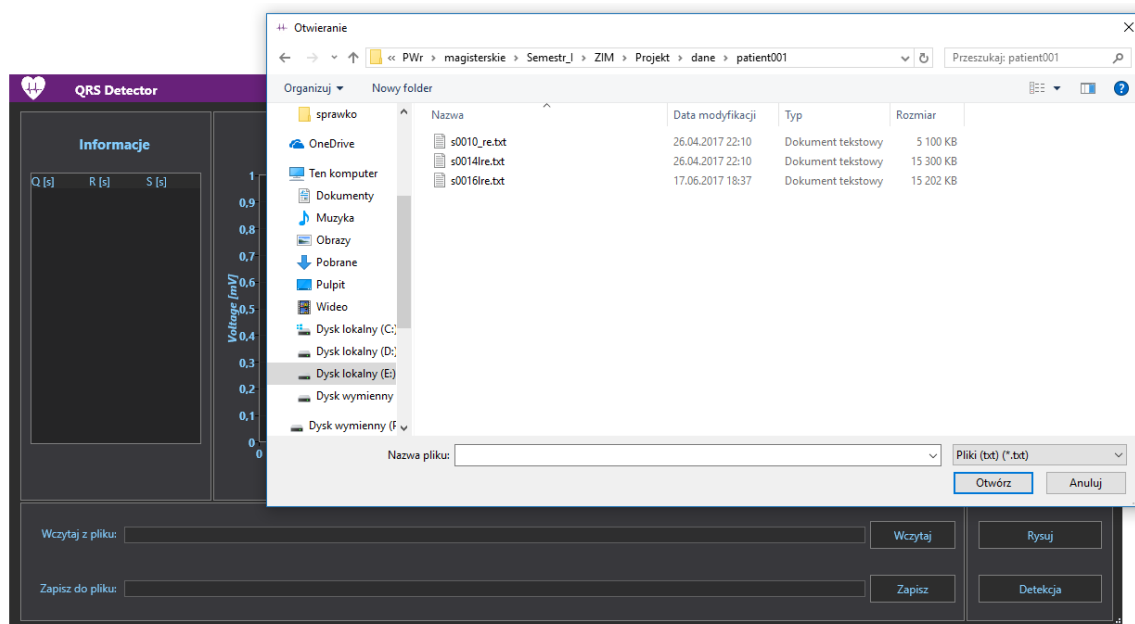 Otwieranie
« PWr > magisterskie > Semestr_I > ZIM > Projekt > dane > patient001
Przeszukaj: patient001
Organizuj
Nowy folder
sprawko
OneDrive
Ten komputer
Dokumenty
Muzyka
Obrazy
Pobrane
Pulpit
Wideo
Dysk lokalny (C:)
Dysk lokalny (D:)
Dysk lokalny (E:)
Dysk wymienny
Dysk wymienny (F
Nazwa Data modyfikacji Typ Rozmiar
s0010_re.txt 26.04.2017 22:10 Dokument tekstowy 5 100 KB
s0014lre.txt 26.04.2017 22:10 Dokument tekstowy 15 300 KB
s0016lre.txt 17.06.2017 18:37 Dokument tekstowy 15 202 KB
Nazwa pliku:
Pliki (txt) (*.txt)
Otwórz
Anuluj
QRS Detector
Informacje
Q [s] R [s] S [s]
Voltage [mV]
1
0,9
0,8
0,7
0,6
0,5
0,4
0,3
0,2
0,1
0
0
Wczytaj z pliku:
Wczytaj
Rysuj
Zapisz do pliku:
Zapisz
Detekcja